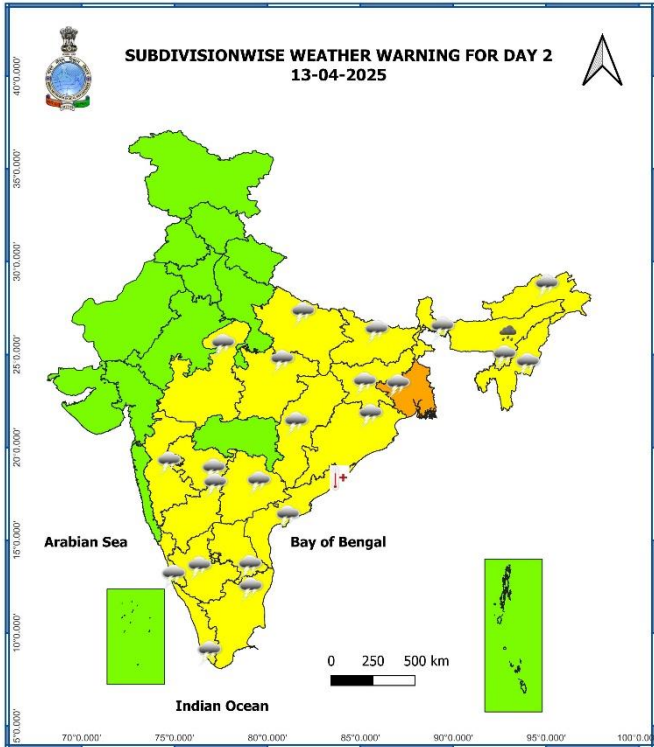 SUBDIVISIONWISE WEATHER WARNING FOR DAY 2
13-04-2025
40°0.000'
35°0.000'
30°0.000'
25°0.000'
20°0.000'
15°0.000'
10°0.000'
5°0.000'
Arabian Sea
Bay of Bengal
0 250 500 km
Indian Ocean
70°0.000' 75°0.000' 80°0.000' 85°0.000' 90°0.000' 95°0.000' 100°0.000'